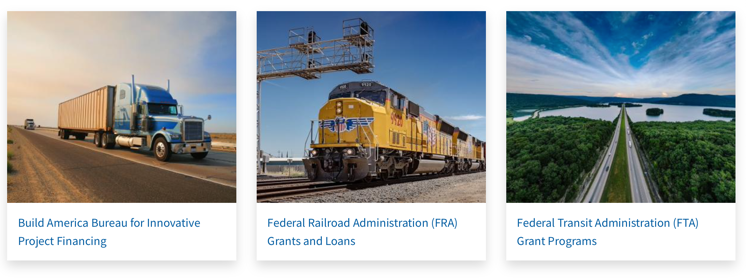 Build America Bureau for Innovative
Project Financing
Federal Railroad Administration (FRA)
Grants and Loans
Federal Transit Administration (FTA)
Grant Programs